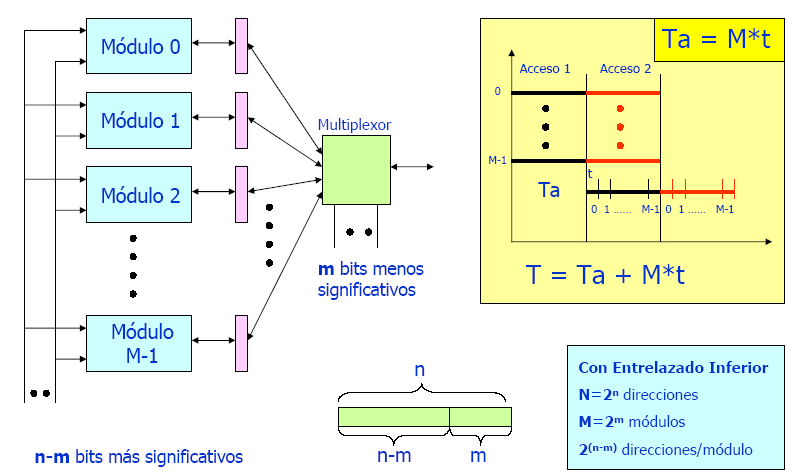 Módulo 0
Módulo 1
Módulo 2
Módulo
M-1
Multiplexor
m bits menos
significativos
n-m bits más significativos
Ta = M*t
Acceso 1
Acceso 2
0
M-1
t
Ta
0 1 ...... M-1 0 1 ...... M-1
T = Ta + M*t
n
n-m
m
Con Entrelazado Inferior
N=2ⁿ direcciones
M=2ᵐ módulos
2⁽ⁿ⁻ᵐ⁾ direcciones/módulo